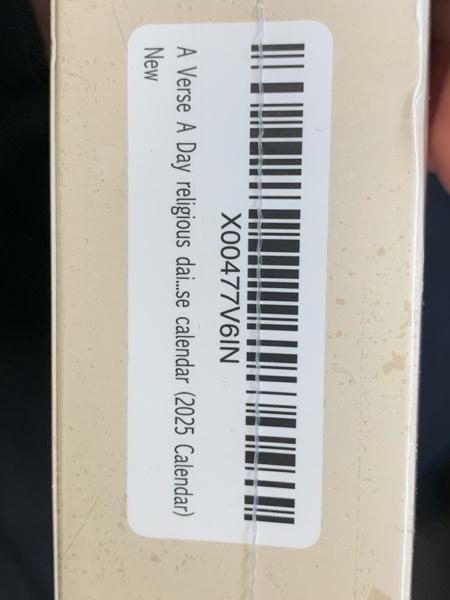 X00477V6IN
A Verse A Day religious dai...se calendar (2025 Calendar)
New